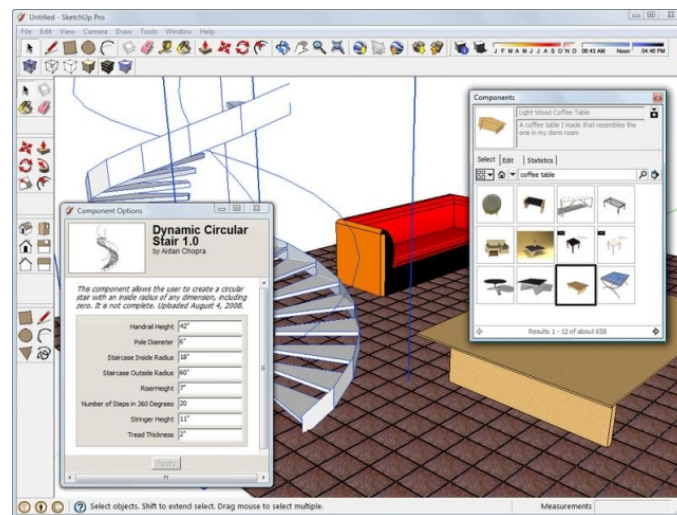 Untitled - SketchUp Pro
File Edit View Camera Draw Tools Window Help
J F M A M J J A S O N D 06:43 AM Noon 04:46 PM
Components
Light Wood Coffee Table
A coffee table I made that resembles the
one in my dorm room
Select Edit Statistics
coffee table
Results 1 - 12 of about 658
Component Options
Dynamic Circular
Stair 1.0
by Aidan Chopra
This component allows the user to create a circular
star with an inside radius of any dimension, including
zero. It is not complete. Uploaded August 4, 2008.
Handrail Height 42"
Pole Diameter 6"
Staircase Inside Radius 18"
Staircase Outside Radius 60"
RiserHeight 7"
Number of Steps in 360 Degrees 20
Stringer Height 11"
Tread Thickness 2"
Apply
Select objects. Shift to extend select. Drag mouse to select multiple.
Measurements